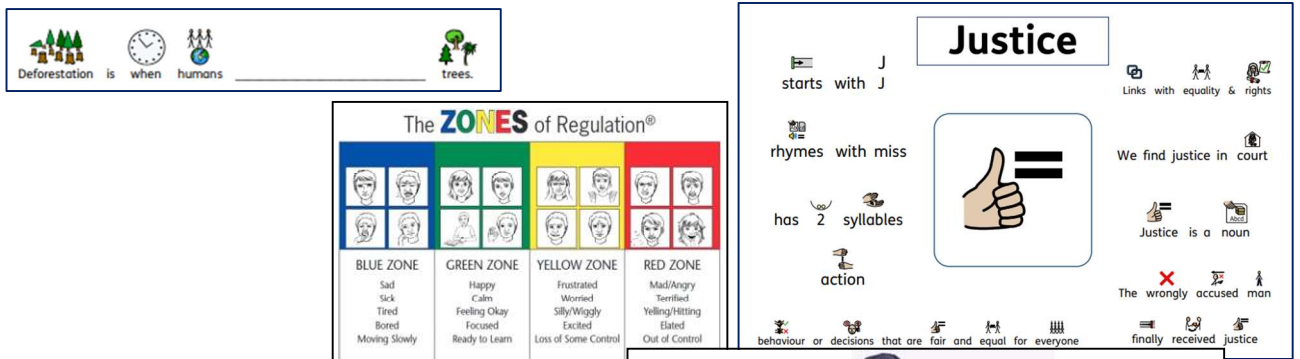 Deforestation is when humans ______________________________ trees.
Justice
J
starts with J
rhymes with miss
has 2 syllables
action
behaviour or decisions that are fair and equal for everyone
Links with equality & rights
We find justice in court
Abcd
Justice is a noun
The wrongly accused man
finally received justice
The ZONES of Regulation®
BLUE ZONE
Sad
Sick
Tired
Bored
Moving Slowly
GREEN ZONE
Happy
Calm
Feeling Okay
Focused
Ready to Learn
YELLOW ZONE
Frustrated
Worried
Silly/Wiggly
Excited
Loss of Some Control
RED ZONE
Mad/Angry
Terrified
Yelling/Hitting
Elated
Out of Control